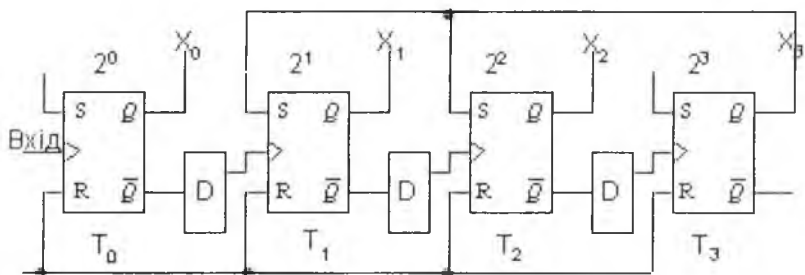 2⁰ X₀ 2¹ X₁ 2² X₂ 2³ X₃
S Q S Q S Q S Q
Вхід
D D D
R Q̅ R Q̅ R Q̅ R Q̅
T₀ T₁ T₂ T₃